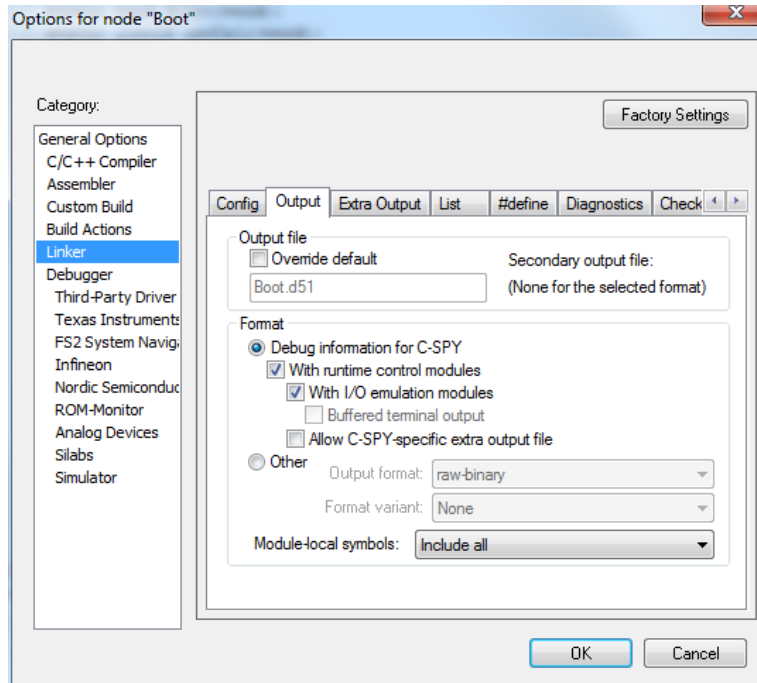 Options for node "Boot"
Category:
General Options
C/C++ Compiler
Assembler
Custom Build
Build Actions
Linker
Debugger
Third-Party Driver
Texas Instruments
FS2 System Naviga
Infineon
Nordic Semiconduc
ROM-Monitor
Analog Devices
Silabs
Simulator
Factory Settings
Config Output Extra Output List #define Diagnostics Check
Output file
Override default
Boot.d51
Secondary output file:
(None for the selected format)
Format
Debug information for C-SPY
With runtime control modules
With I/O emulation modules
Buffered terminal output
Allow C-SPY-specific extra output file
Other
Output format: raw-binary
Format variant: None
Module-local symbols: Include all
OK Cancel